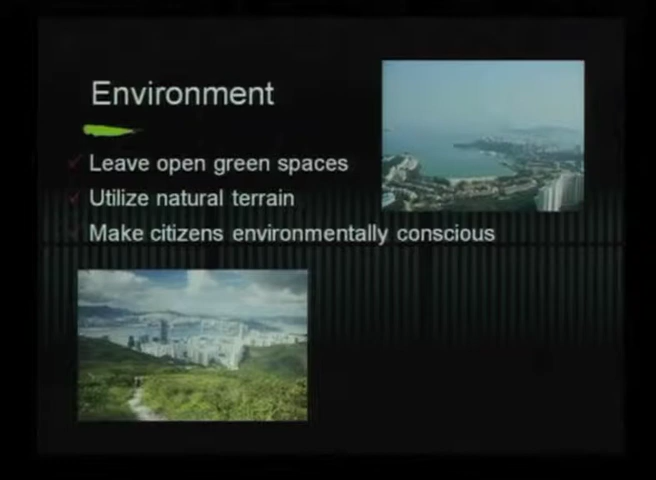 Environment
Leave open green spaces
Utilize natural terrain
Make citizens environmentally conscious